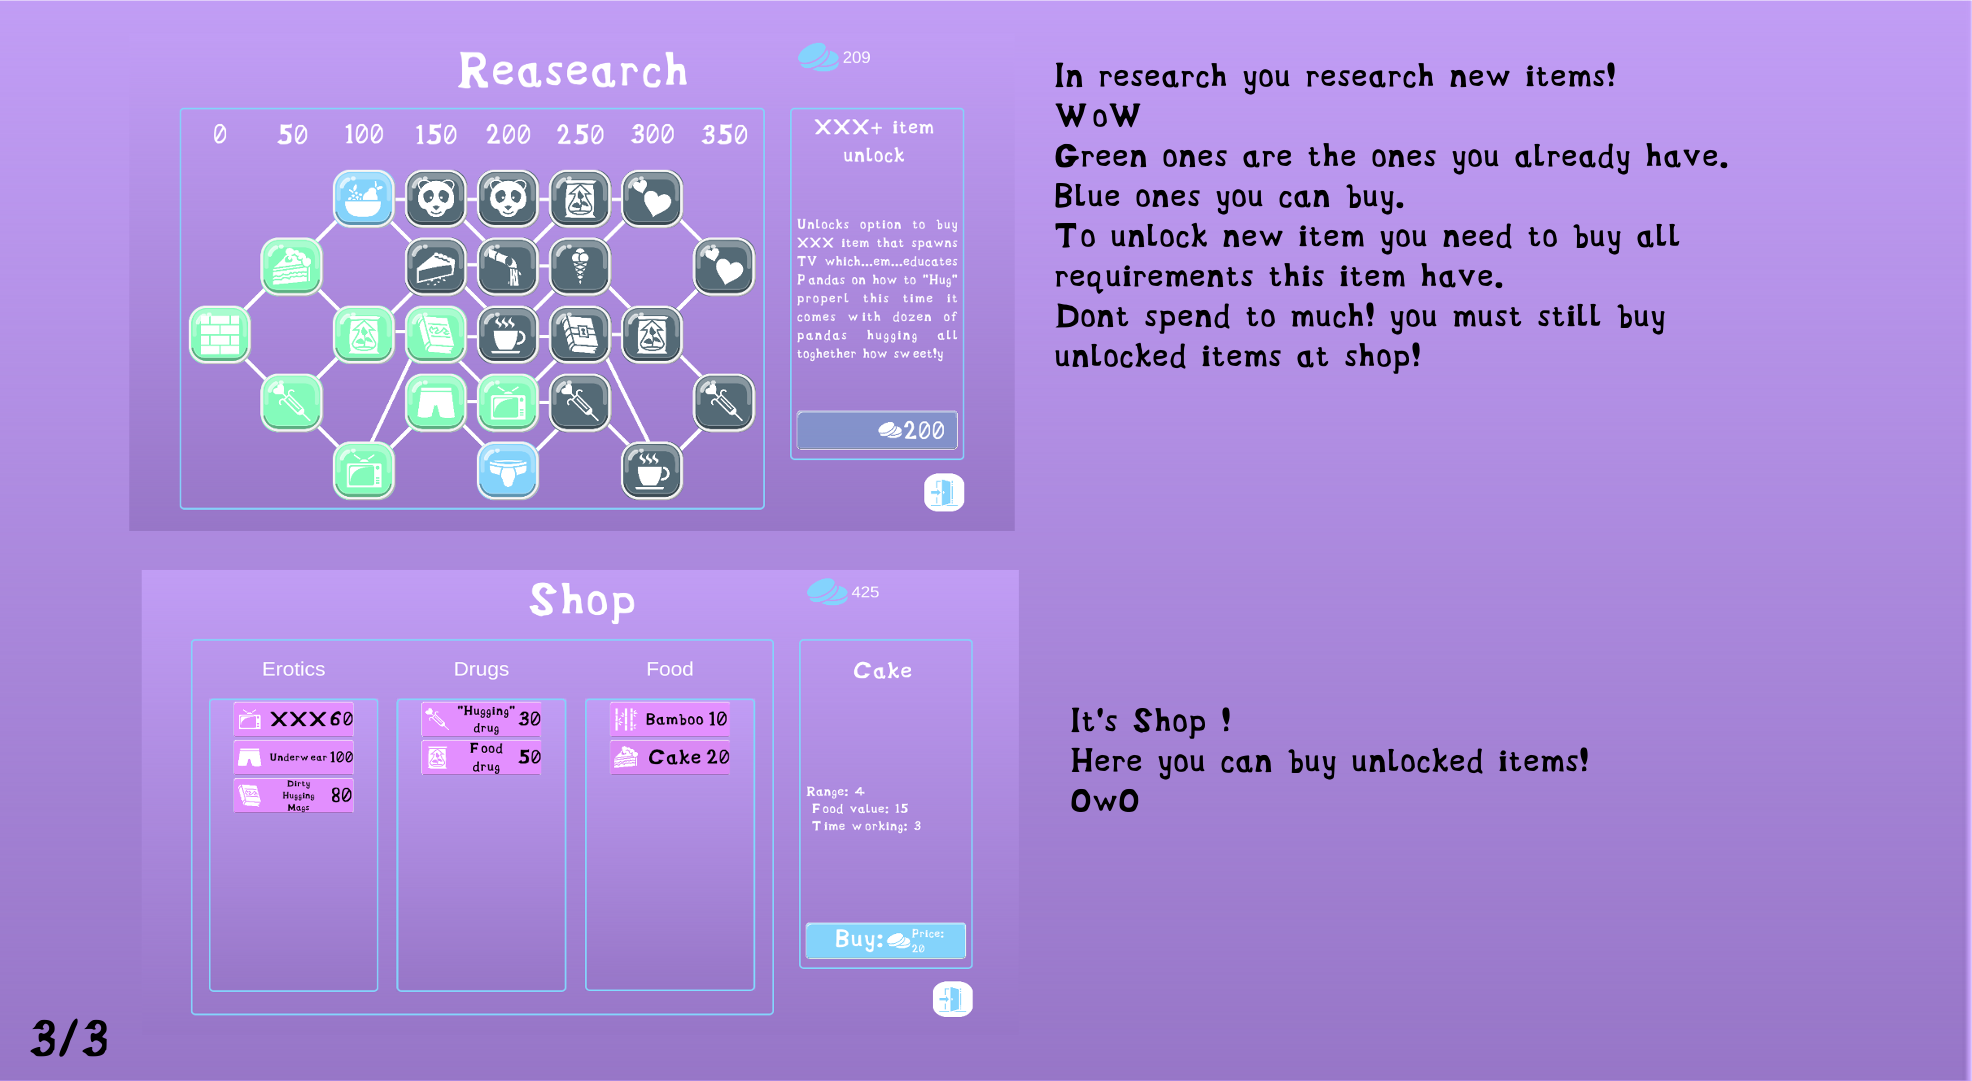 Reasearch
209
0 50 100 150 200 250 300 350
XXX+ item
unlock
Unlocks option to buy
XXX item that spawns
TV which...em...educates
Pandas on how to "Hug"
properl this time it
comes with dozen of
pandas hugging all
toghether how sweet!y
200
In research you research new items!
WoW
Green ones are the ones you already have.
Blue ones you can buy.
To unlock new item you need to buy all
requirements this item have.
Dont spend to much! you must still buy
unlocked items at shop!
Shop
425
Erotics
XXX 60
Underwear 100
Dirty
Hugging
Mags
80
Drugs
"Hugging"
drug
30
Food
drug
50
Food
Bamboo 10
Cake 20
Cake
Range: 4
Food value: 15
Time working: 3
Buy:
Price:
20
It's Shop !
Here you can buy unlocked items!
OwO
3/3